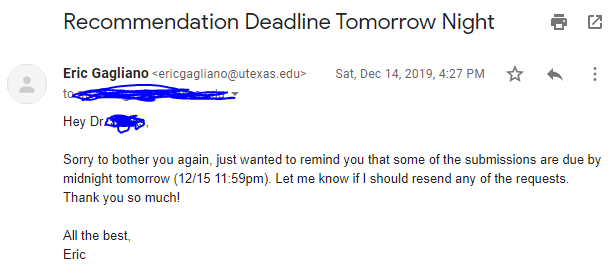 Recommendation Deadline Tomorrow Night
Eric Gagliano <ericgagliano@utexas.edu> Sat, Dec 14, 2019, 4:27 PM
to
Hey Dr ,
Sorry to bother you again, just wanted to remind you that some of the submissions are due by
midnight tomorrow (12/15 11:59pm). Let me know if I should resend any of the requests.
Thank you so much!
All the best,
Eric